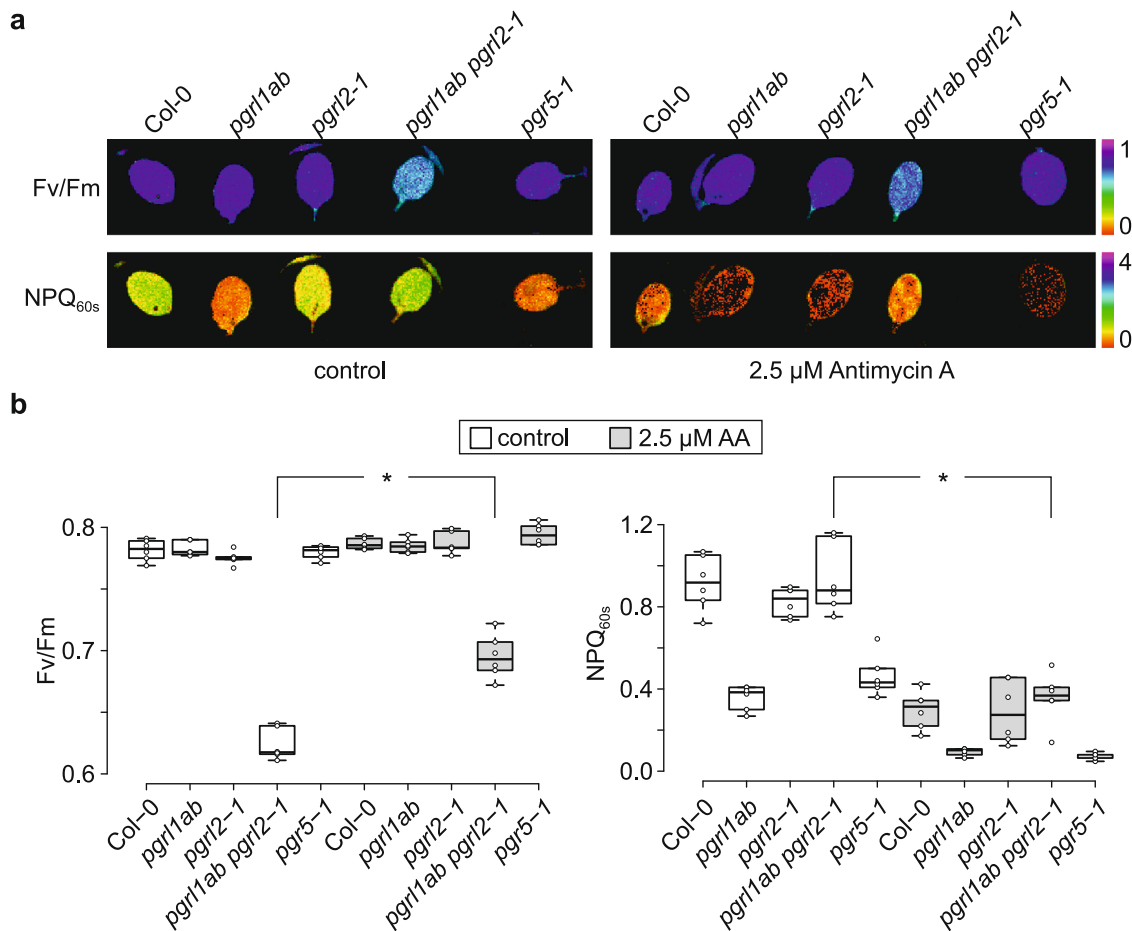 a
Col-0 pgrl1ab pgrl2-1 pgrl1ab pgrl2-1 pgr5-1 Col-0 pgrl1ab pgrl2-1 pgrl1ab pgrl2-1 pgr5-1
Fv/Fm 1 0
NPQ60s 4 0
control 2.5 µM Antimycin A
b
control 2.5 µM AA
* *
Fv/Fm
0.8
0.7
0.6
Col-0 pgrl1ab pgrl2-1 pgrl1ab pgrl2-1 pgr5-1 Col-0 pgrl1ab pgrl2-1 pgrl1ab pgrl2-1 pgr5-1
NPQ60s
1.2
0.8
0.4
0.0
Col-0 pgrl1ab pgrl2-1 pgrl1ab pgrl2-1 pgr5-1 Col-0 pgrl1ab pgrl2-1 pgrl1ab pgrl2-1 pgr5-1